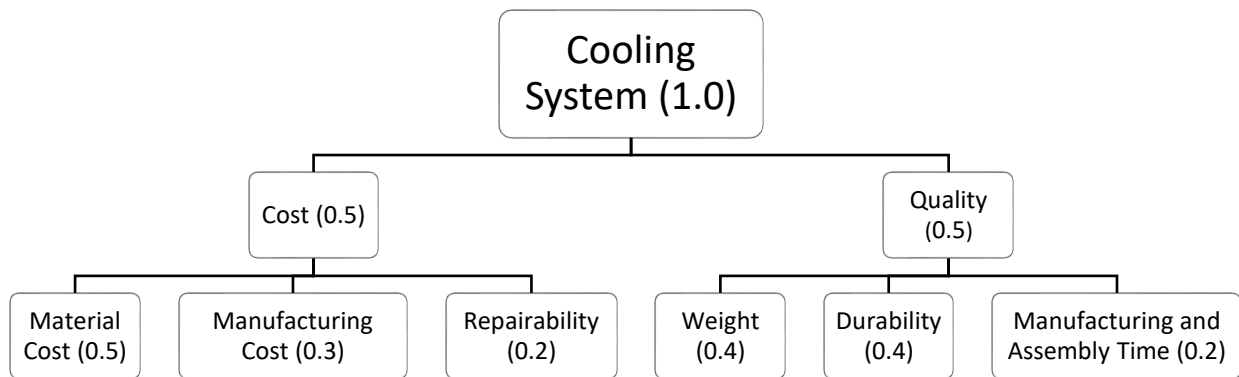 Cooling
System (1.0)
Cost (0.5)
Quality
(0.5)
Material
Cost (0.5)
Manufacturing
Cost (0.3)
Repairability
(0.2)
Weight
(0.4)
Durability
(0.4)
Manufacturing and
Assembly Time (0.2)